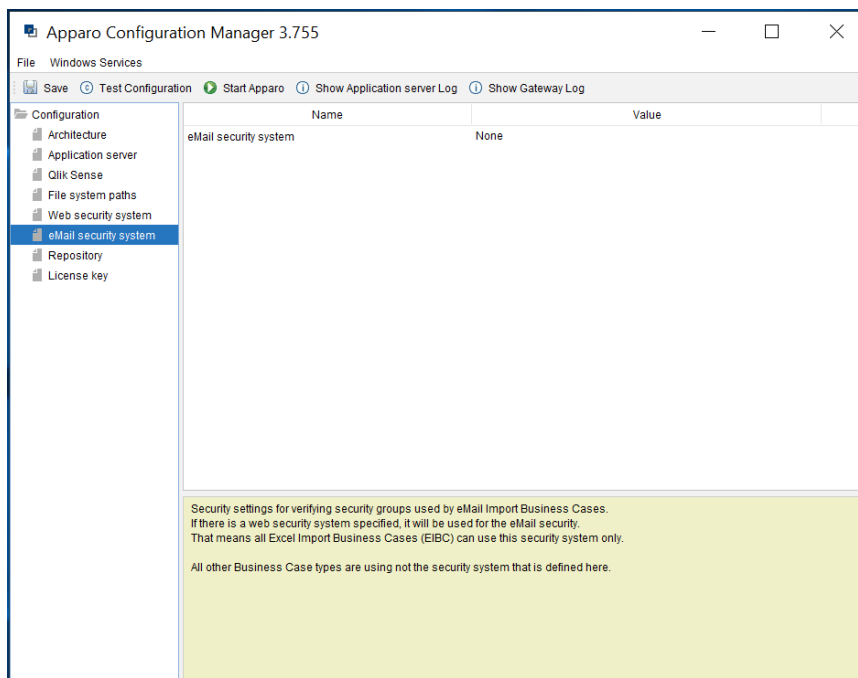 Apparo Configuration Manager 3.755
File Windows Services
Save Test Configuration Start Apparo Show Application server Log Show Gateway Log
Configuration
Architecture
Application server
Qlik Sense
File system paths
Web security system
eMail security system
Repository
License key
Name Value
eMail security system None
Security settings for verifying security groups used by eMail Import Business Cases.
If there is a web security system specified, it will be used for the eMail security.
That means all Excel Import Business Cases (EIBC) can use this security system only.
All other Business Case types are using not the security system that is defined here.